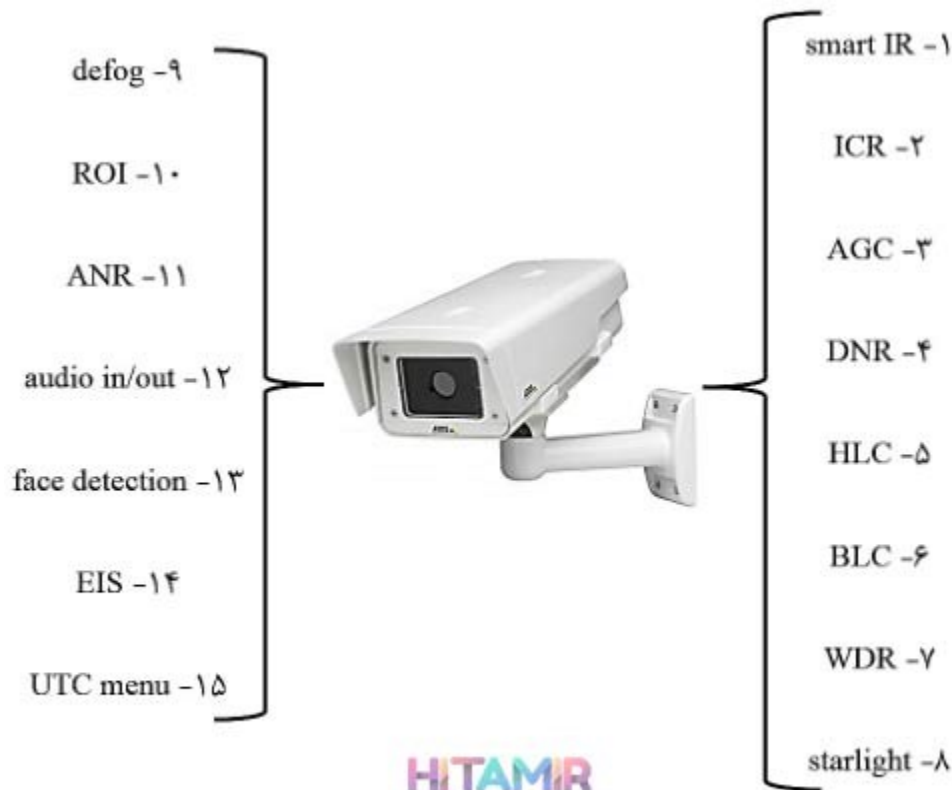 smart IR -۱
ICR -۲
AGC -۳
DNR -۴
HLC -۵
BLC -۶
WDR -۷
starlight -۸
defog -۹
ROI -۱۰
ANR -۱۱
audio in/out -۱۲
face detection -۱۳
EIS -۱۴
UTC menu -۱۵
HITAMIR